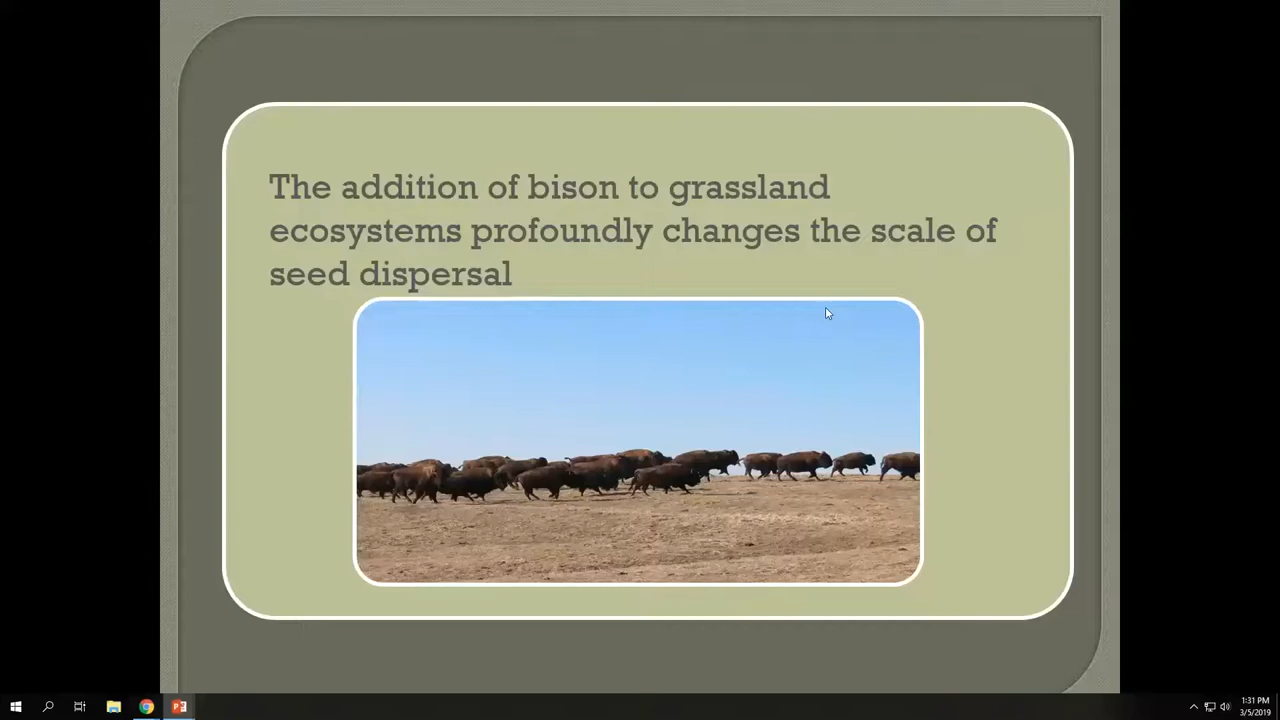 The addition of bison to grassland
ecosystems profoundly changes the scale of
seed dispersal
1:31 PM
3/5/2019